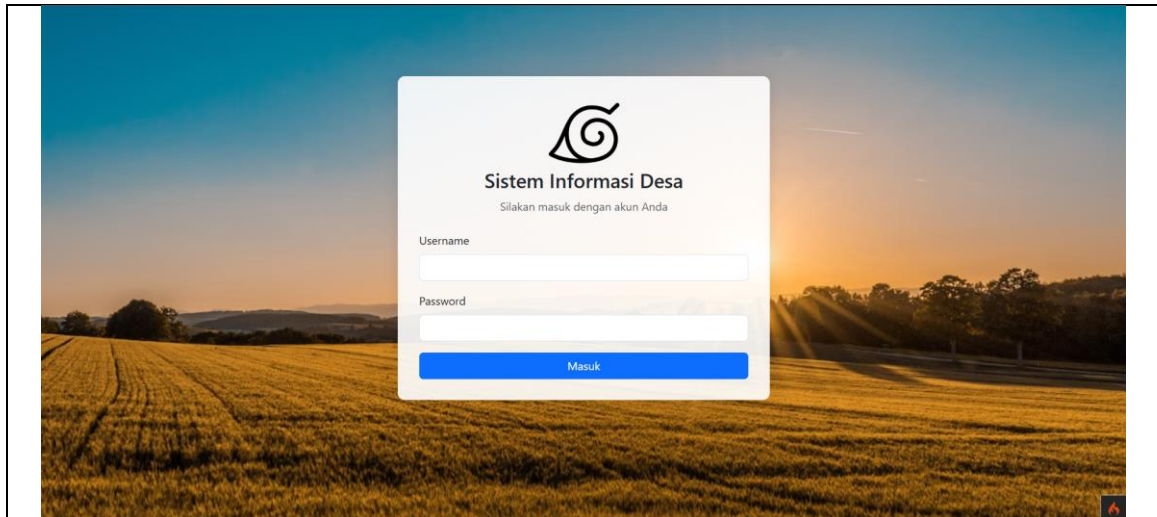 Sistem Informasi Desa
Silakan masuk dengan akun Anda
Username
Password
Masuk